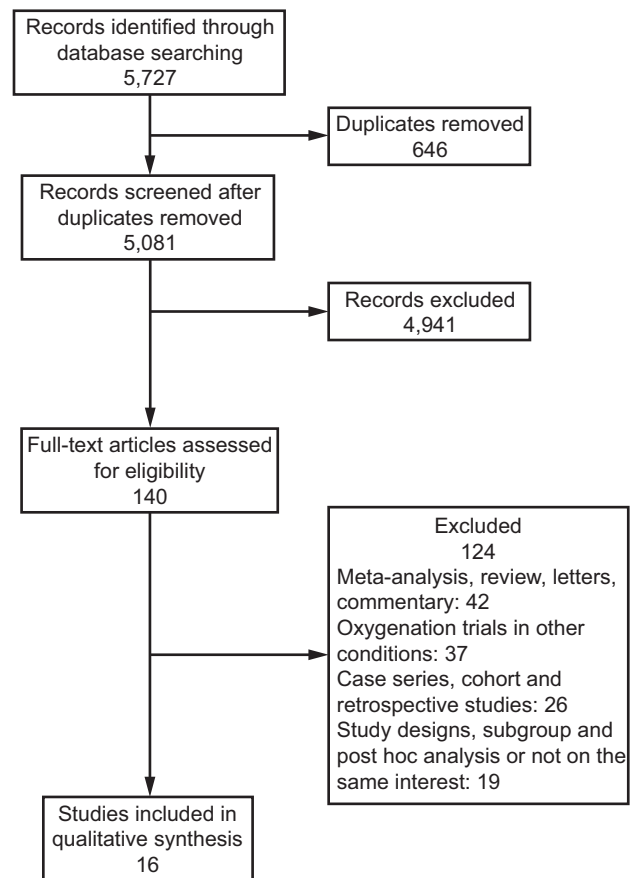 Records identified through
database searching
5,727
Duplicates removed
646
Records screened after
duplicates removed
5,081
Records excluded
4,941
Full-text articles assessed
for eligibility
140
Excluded
124
Meta-analysis, review, letters,
commentary: 42
Oxygenation trials in other
conditions: 37
Case series, cohort and
retrospective studies: 26
Study designs, subgroup and
post hoc analysis or not on the
same interest: 19
Studies included in
qualitative synthesis
16